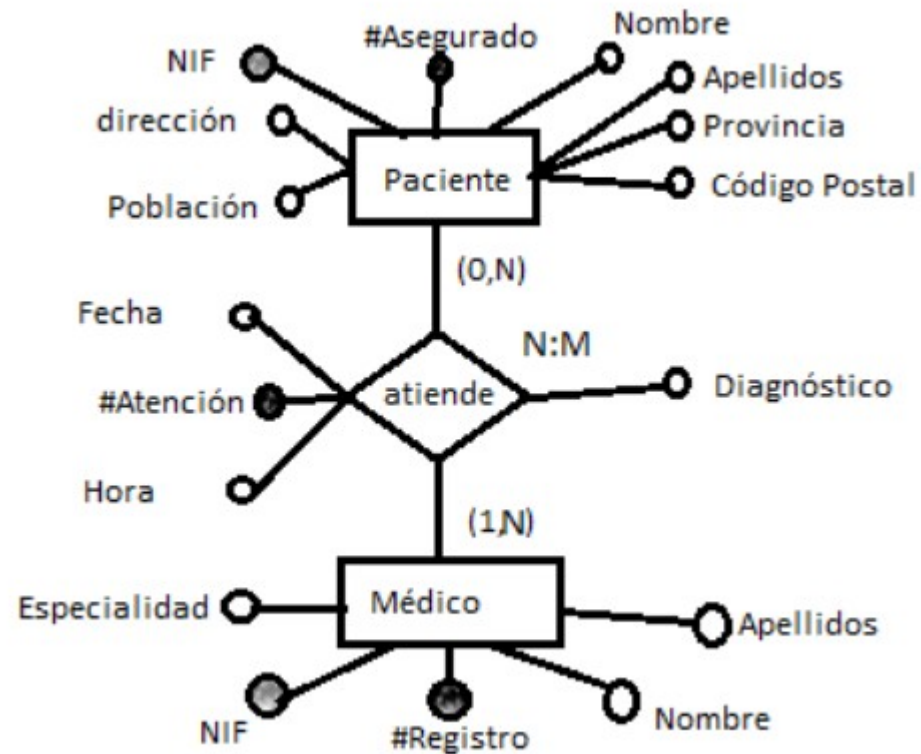 #Asegurado
Nombre
NIF
Apellidos
dirección
Provincia
Paciente
Código Postal
Población
(0,N)
Fecha
N:M
#Atención
atiende
Diagnóstico
Hora
(1,N)
Especialidad
Médico
Apellidos
NIF
#Registro
Nombre